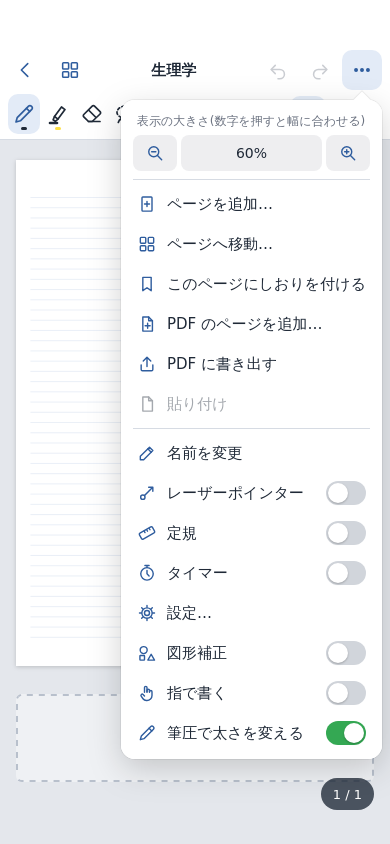 生理学
表示の大きさ(数字を押すと幅に合わせる)
60%
ページを追加…
ページへ移動…
このページにしおりを付ける
PDF のページを追加…
PDF に書き出す
貼り付け
名前を変更
レーザーポインター
定規
タイマー
設定…
図形補正
指で書く
筆圧で太さを変える
1 / 1